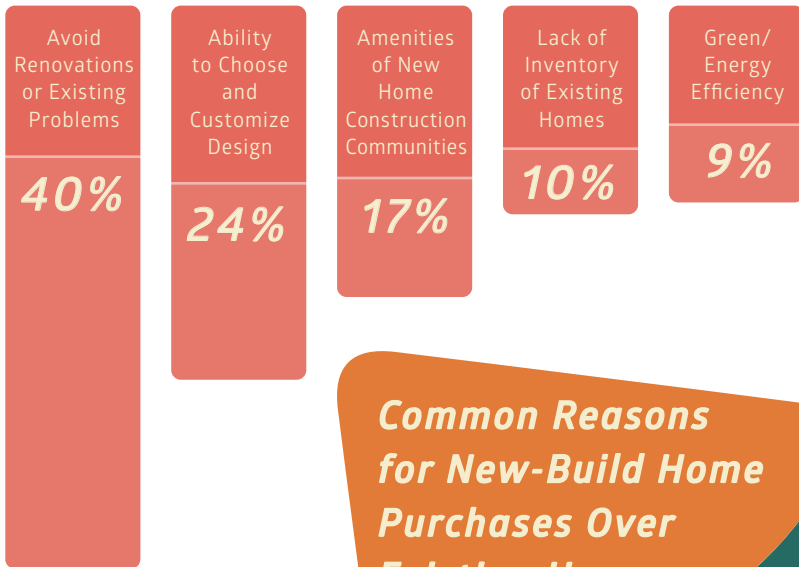 Avoid
Renovations
or Existing
Problems
40%
Ability
to Choose
and
Customize
Design
24%
Amenities
of New
Home
Construction
Communities
17%
Lack of
Inventory
of Existing
Homes
10%
Green/
Energy
Efficiency
9%
Common Reasons
for New-Build Home
Purchases Over